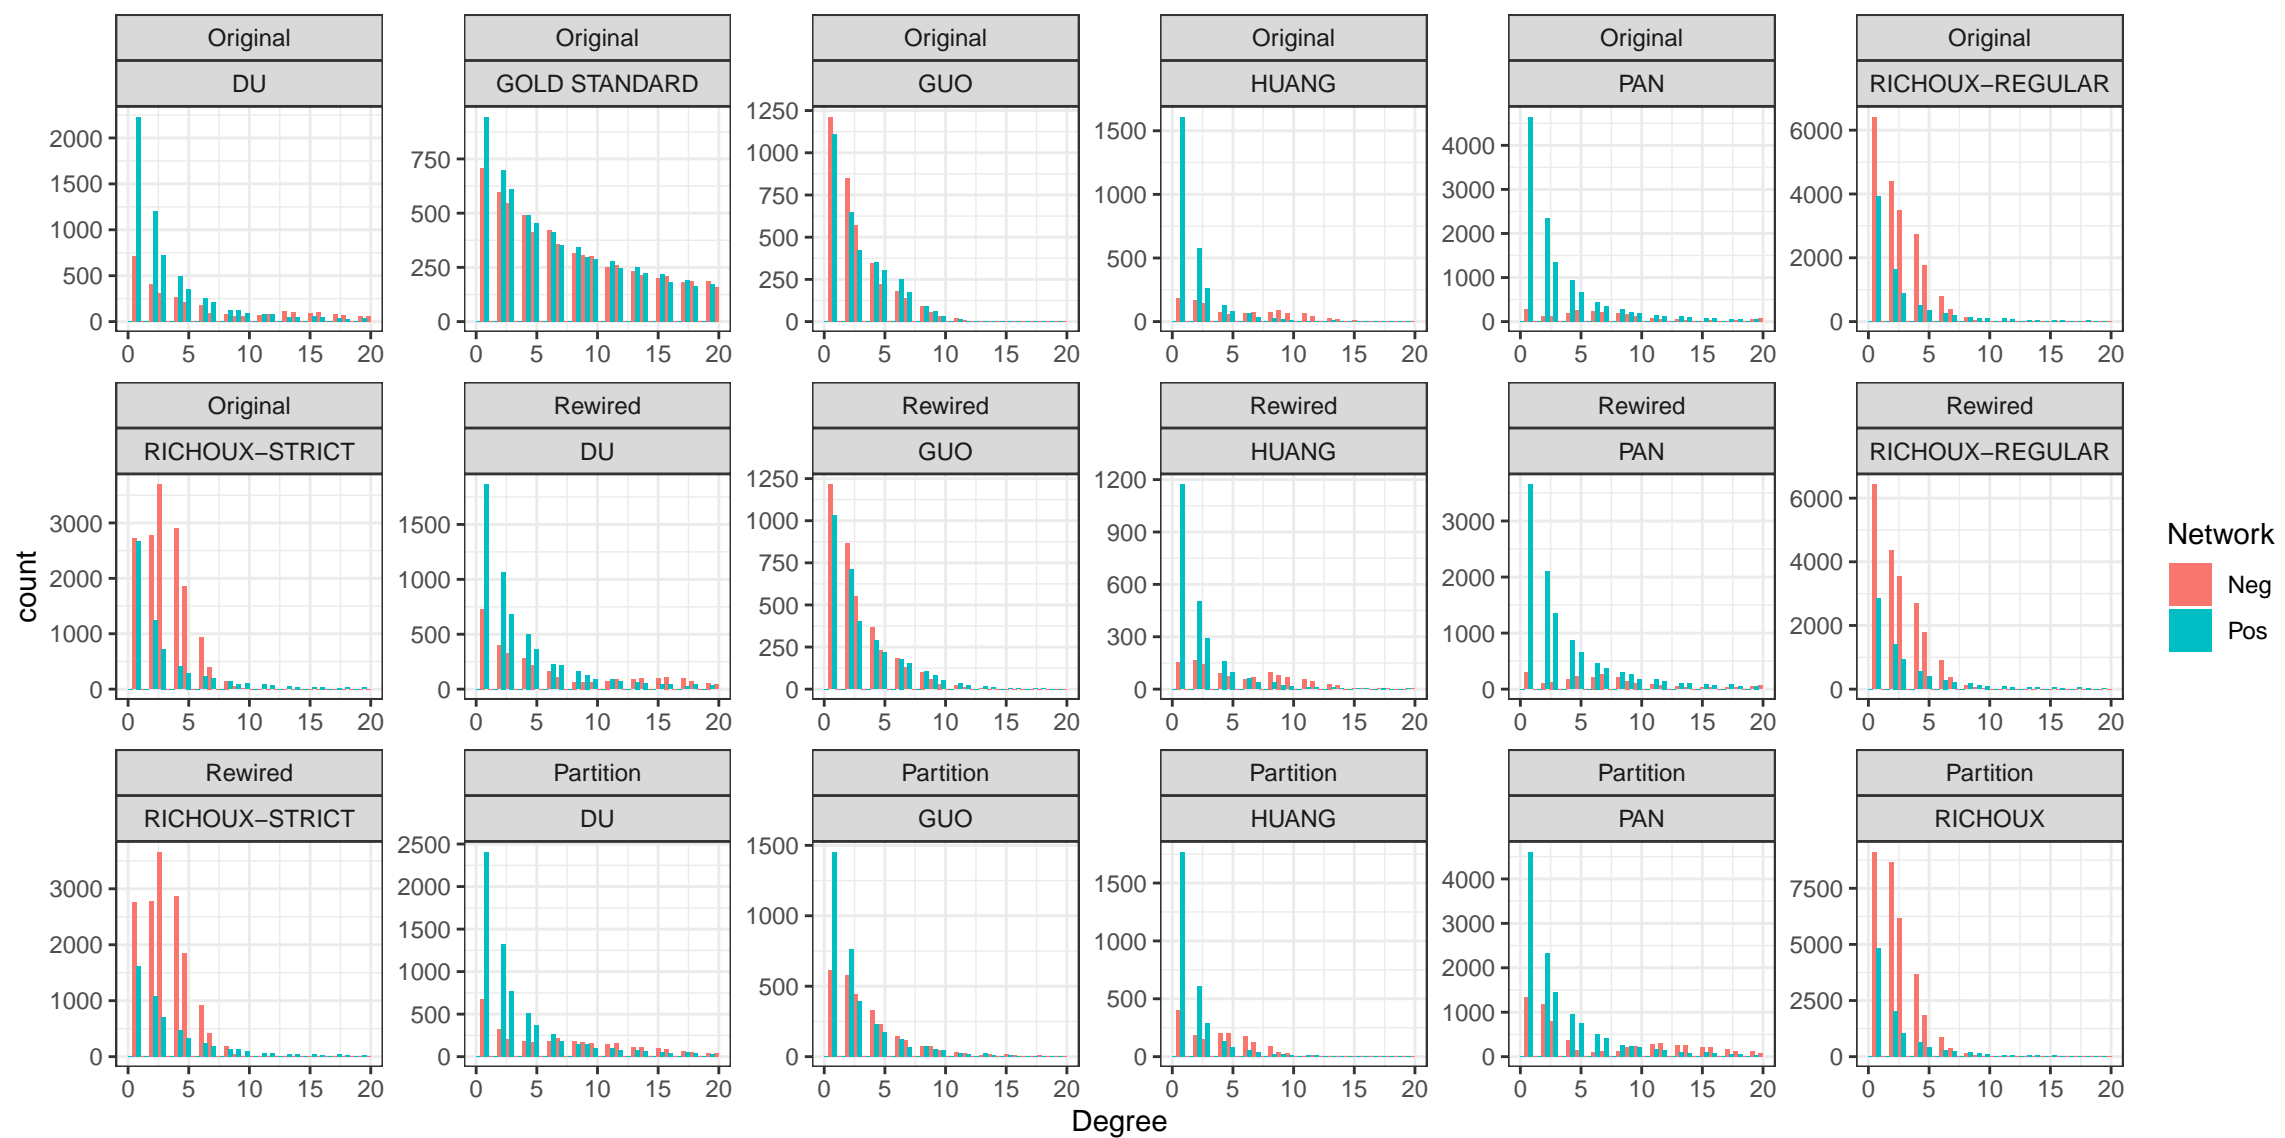 Original Original Original Original Original Original
DU GOLD STANDARD GUO HUANG PAN RICHOUX−REGULAR
2000
1500
1000
500
0
0 5 10 15 20
750
500
250
0
0 5 10 15 20
1250
1000
750
500
250
0
0 5 10 15 20
1500
1000
500
0
0 5 10 15 20
4000
3000
2000
1000
0
0 5 10 15 20
6000
4000
2000
0
0 5 10 15 20
Original Rewired Rewired Rewired Rewired Rewired
RICHOUX−STRICT DU GUO HUANG PAN RICHOUX−REGULAR
count
3000
2000
1000
0
0 5 10 15 20
1500
1000
500
0
0 5 10 15 20
1250
1000
750
500
250
0
0 5 10 15 20
1200
900
600
300
0
0 5 10 15 20
3000
2000
1000
0
0 5 10 15 20
6000
4000
2000
0
0 5 10 15 20
Network
Neg
Pos
Rewired Partition Partition Partition Partition Partition
RICHOUX−STRICT DU GUO HUANG PAN RICHOUX
3000
2000
1000
0
0 5 10 15 20
2500
2000
1500
1000
500
0
0 5 10 15 20
1500
1000
500
0
0 5 10 15 20
1500
1000
500
0
0 5 10 15 20
4000
3000
2000
1000
0
0 5 10 15 20
7500
5000
2500
0
0 5 10 15 20
Degree